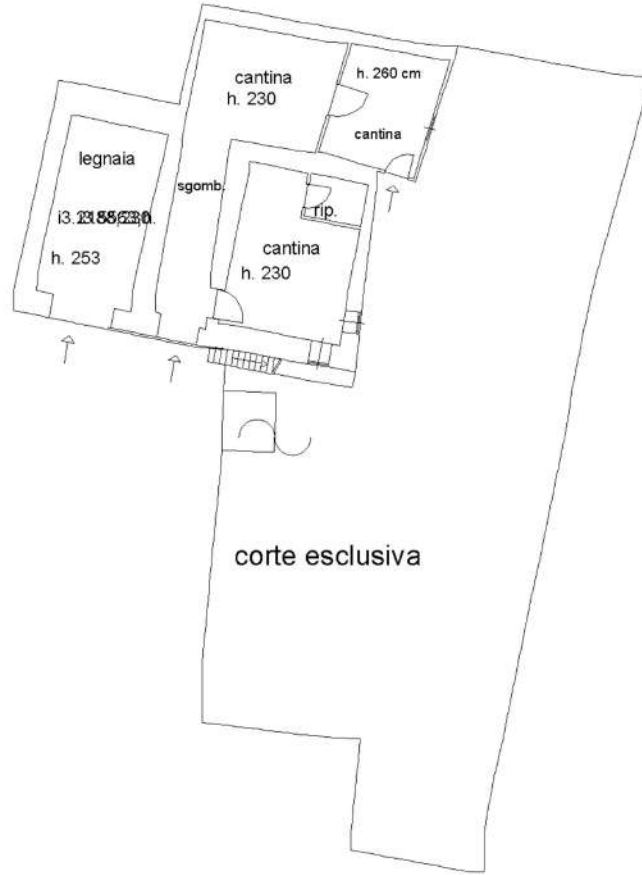 cantina
h. 230
h. 260 cm
cantina
legnaia
sgomb.
rip.
cantina
h. 230
h. 253
corte esclusiva